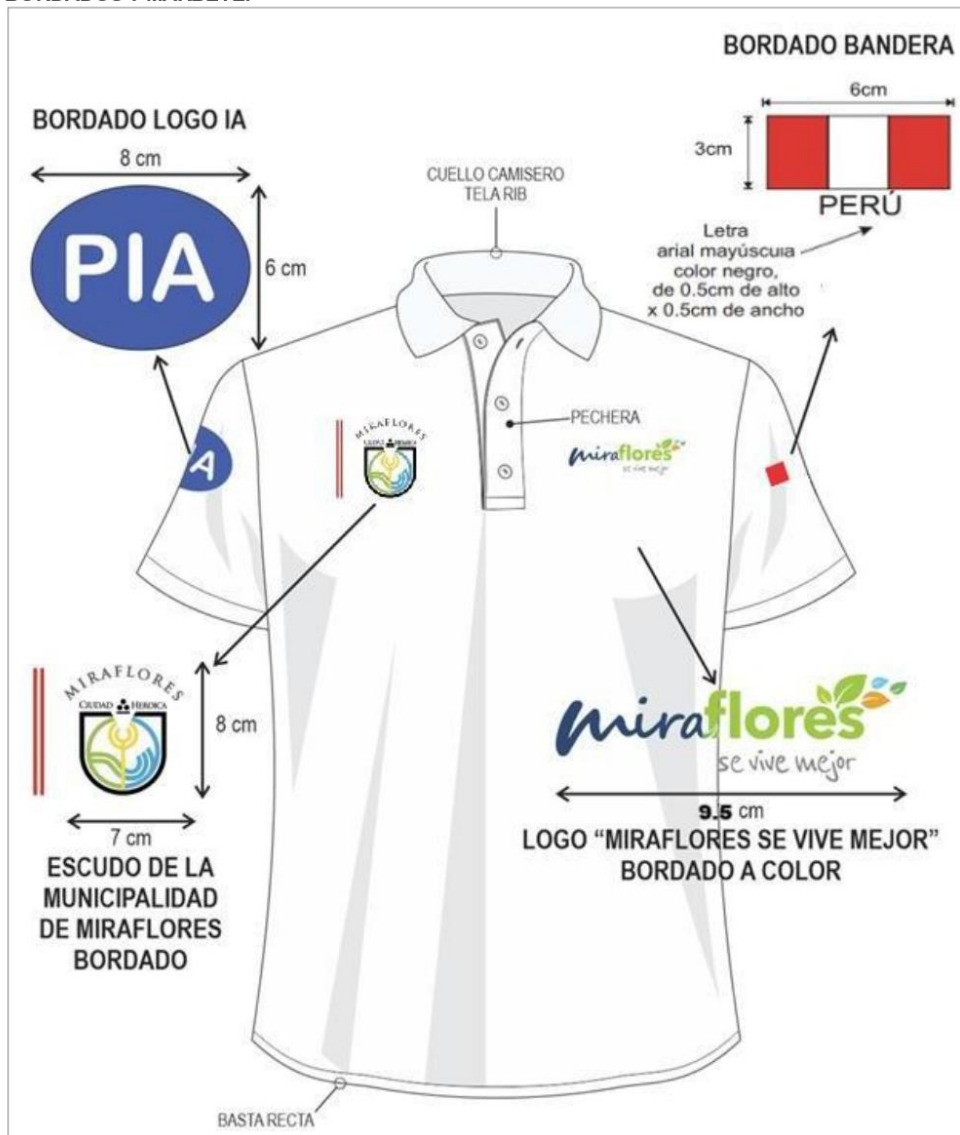 BORDADO BANDERA
6cm
3cm
PERÚ
Letra
arial mayúscula
color negro,
de 0.5cm de alto
x 0.5cm de ancho
BORDADO LOGO IA
8 cm
PIA
6 cm
CUELLO CAMISERO
TELA RIB
PECHERA
MIRAFLORES
CIUDAD HEROICA
miraflores
se vive mejor
A
MIRAFLORES
CIUDAD HEROICA
8 cm
7 cm
ESCUDO DE LA
MUNICIPALIDAD
DE MIRAFLORES
BORDADO
miraflores
se vive mejor
9.5 cm
LOGO “MIRAFLORES SE VIVE MEJOR”
BORDADO A COLOR
BASTA RECTA